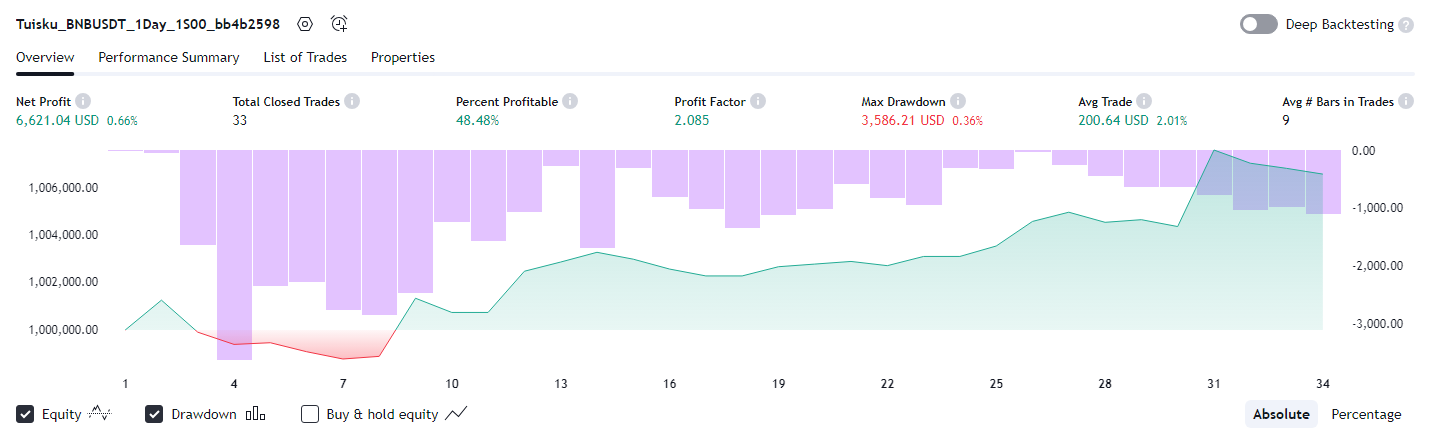 Tuisku_BNBUSDT_1Day_1S00_bb4b2598
Deep Backtesting ?
Overview Performance Summary List of Trades Properties
Net Profit Total Closed Trades Percent Profitable Profit Factor Max Drawdown Avg Trade Avg # Bars in Trades
6,621.04 USD 0.66% 33 48.48% 2.085 3,586.21 USD 0.36% 200.64 USD 2.01% 9
0.00
1,006,000.00
-1,000.00
1,004,000.00
-2,000.00
1,002,000.00
-3,000.00
1,000,000.00
1 4 7 10 13 16 19 22 25 28 31 34
Equity Drawdown Buy & hold equity Absolute Percentage